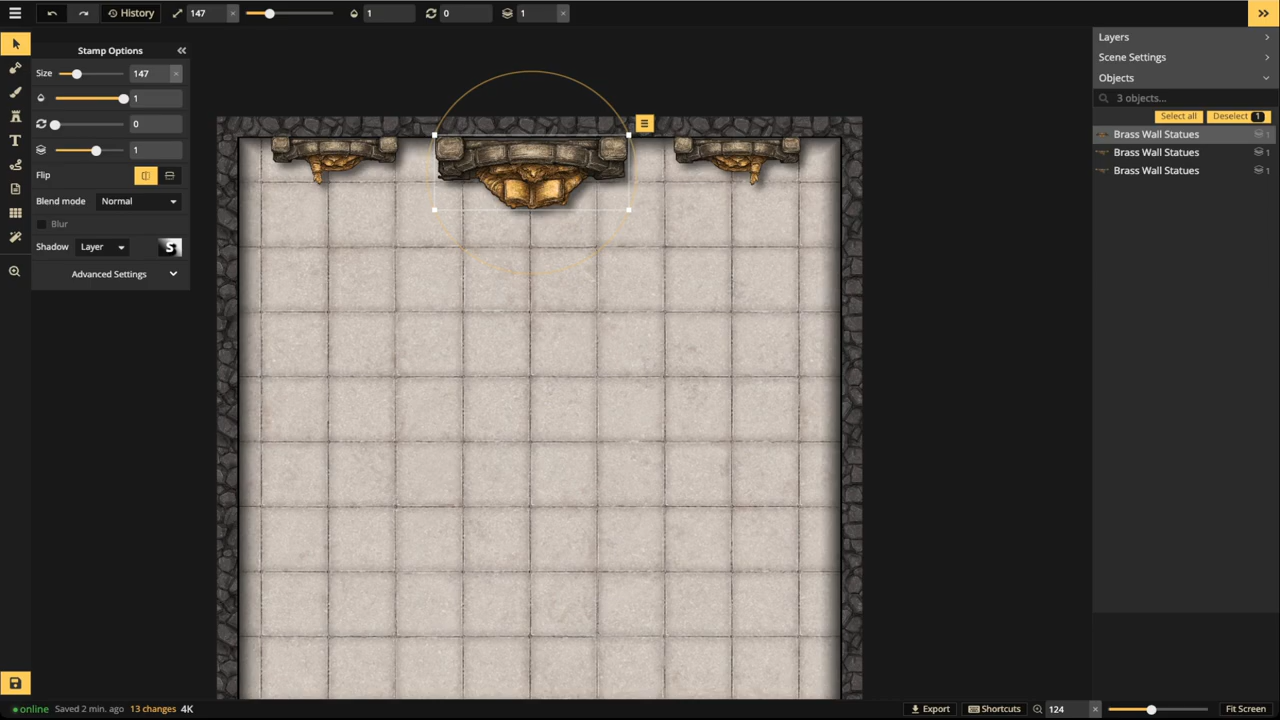 History 147 1 0 1
Stamp Options
Size 147
1
0
1
Flip
Blend mode Normal
Blur
Shadow Layer S
Advanced Settings
Layers
Scene Settings
Objects
3 objects...
Select all Deselect 1
Brass Wall Statues 1
Brass Wall Statues 1
Brass Wall Statues 1
online Saved 2 min. ago 13 changes 4K Export Shortcuts 124 Fit Screen